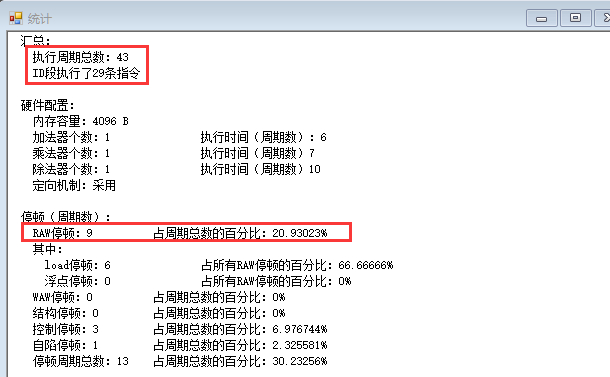 统计
汇总:
执行周期总数: 43
ID段执行了29条指令
硬件配置:
内存容量: 4096 B
加法器个数: 1 执行时间（周期数）: 6
乘法器个数: 1 执行时间（周期数）7
除法器个数: 1 执行时间（周期数）10
定向机制: 采用
停顿（周期数）:
RAW停顿: 9 占周期总数的百分比: 20.93023%
其中:
load停顿: 6 占所有RAW停顿的百分比: 66.66666%
浮点停顿: 0 占所有RAW停顿的百分比: 0%
WAW停顿: 0 占周期总数的百分比: 0%
结构停顿: 0 占周期总数的百分比: 0%
控制停顿: 3 占周期总数的百分比: 6.976744%
自陷停顿: 1 占周期总数的百分比: 2.325581%
停顿周期总数: 13 占周期总数的百分比: 30.23256%